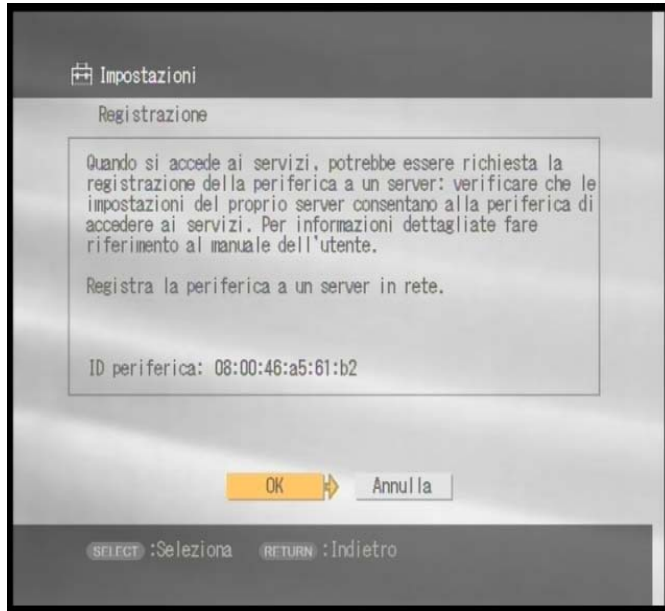 Impostazioni
Registrazione
Quando si accede ai servizi, potrebbe essere richiesta la
registrazione della periferica a un server: verificare che le
impostazioni del proprio server consentano alla periferica di
accedere ai servizi. Per informazioni dettagliate fare
riferimento al manuale dell'utente.
Registra la periferica a un server in rete.
ID periferica: 08:00:46:a5:61:b2
OK Annulla
SELECT :Seleziona RETURN :Indietro